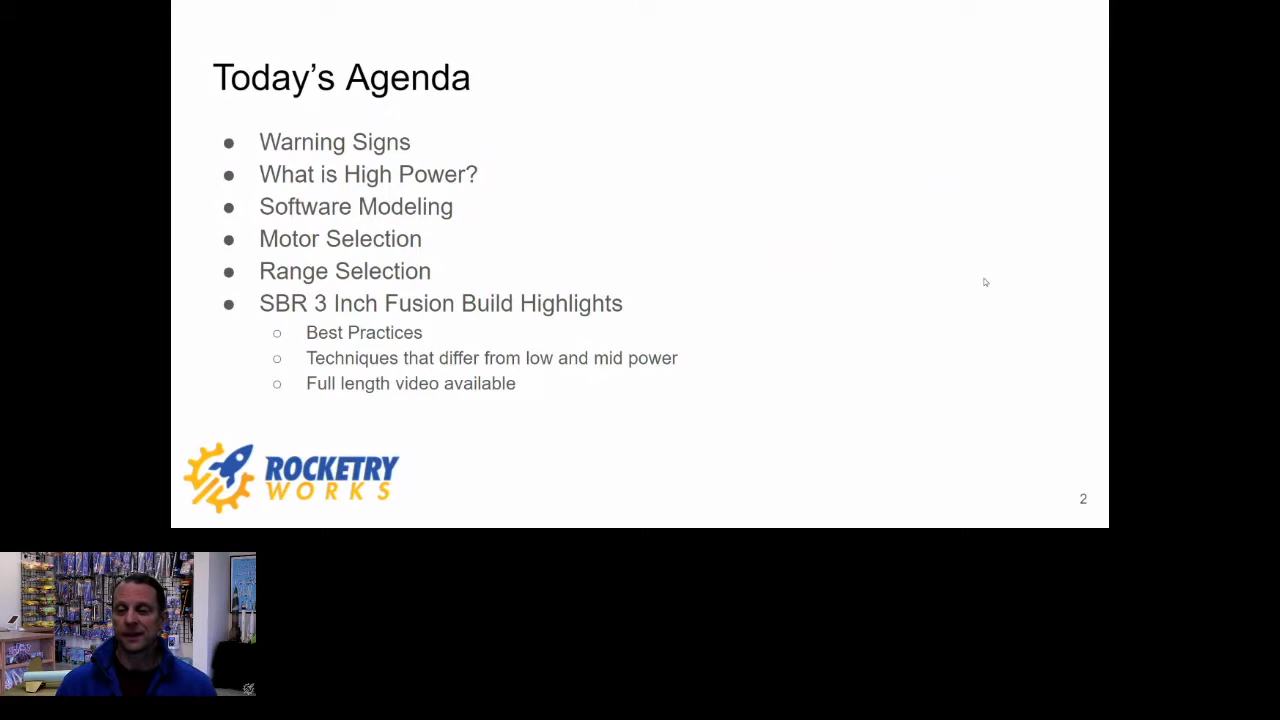 Today’s Agenda
● Warning Signs
● What is High Power?
● Software Modeling
● Motor Selection
● Range Selection
● SBR 3 Inch Fusion Build Highlights
○ Best Practices
○ Techniques that differ from low and mid power
○ Full length video available
ROCKETRY
WORKS
2